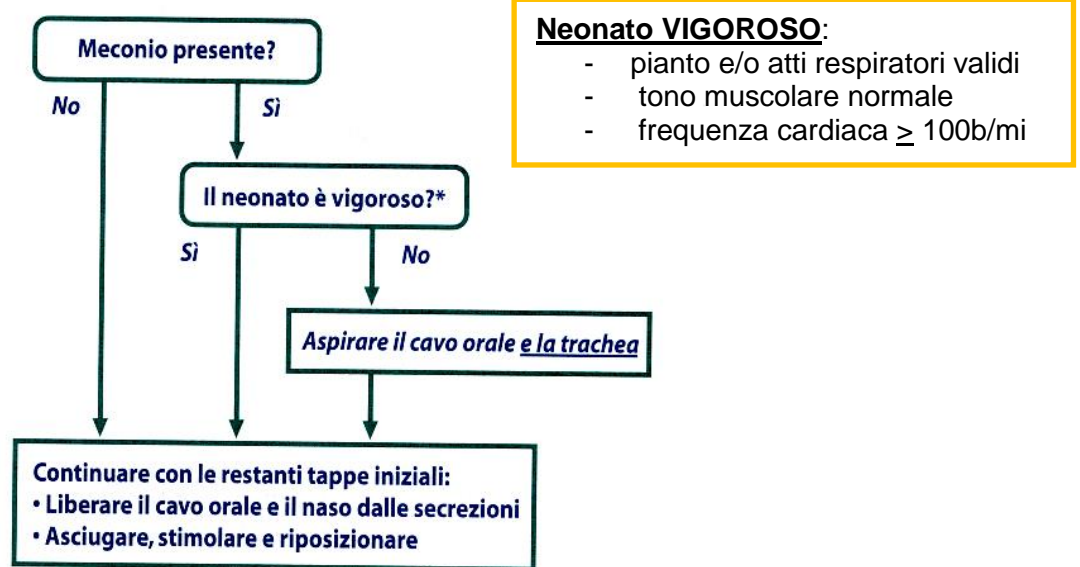 Meconio presente?
No
Sì
Il neonato è vigoroso?*
Sì
No
Aspirare il cavo orale e la trachea
Continuare con le restanti tappe iniziali:
• Liberare il cavo orale e il naso dalle secrezioni
• Asciugare, stimolare e riposizionare
Neonato VIGOROSO:
- pianto e/o atti respiratori validi
- tono muscolare normale
- frequenza cardiaca > 100b/mi